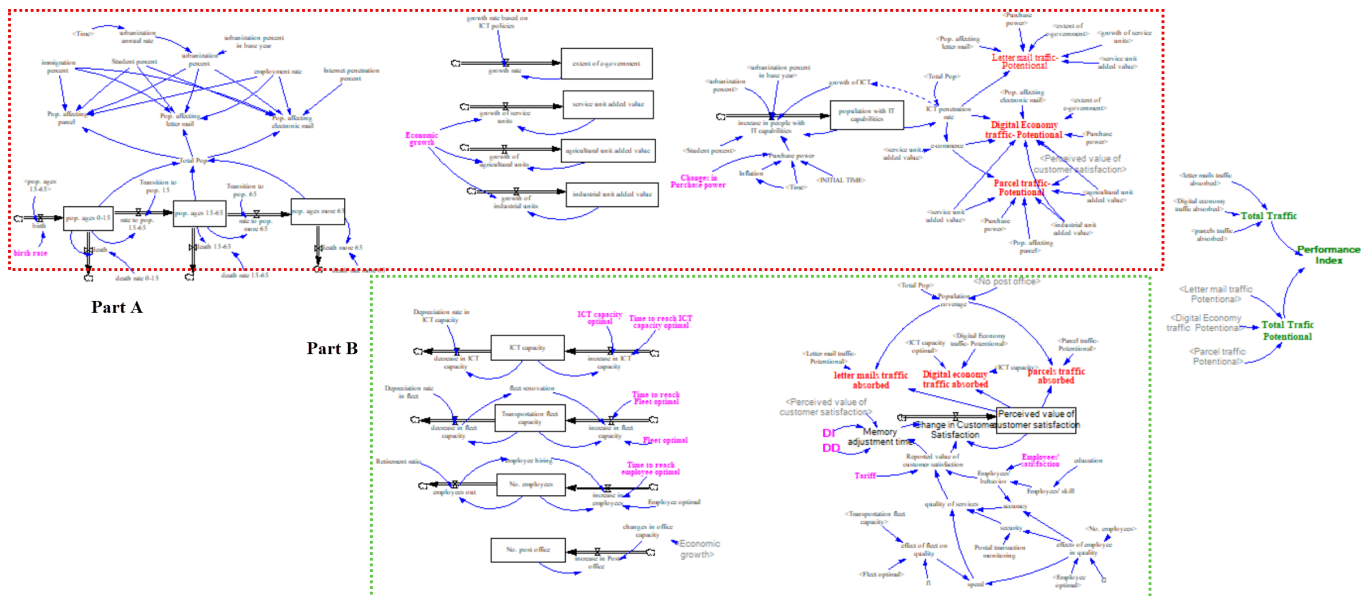 <Time>
urbanization
annual rate
urbanization percent
in base year
immigration
percent
Student percent
urbanization
percent
employment rate
Internet penetration
percent
Pop. affecting
parcel
Pop. affecting
letter mail
Pop. affecting
electronic mail
Total Pop
<pop. ages
15-65>
Transition to
pop. 15
Transition to
pop. 65
birth
pop. ages 0-15
rate to pop.
15-65
pop. ages 15-65
rate to pop.
more 65
pop. ages more 65
birth rate
death
death 15-65
death more 65
death rate 0-15
death rate 15-65
growth rate based on
ICT policies
growth rate
extent of e-government
growth of service
units
service unit added value
Economic
growth
growth of
agricultural units
agricultural unit added value
growth of
industrial units
industrial unit added value
<urbanization
percent>
<urbanization percent
in base year>
growth of ICT
increase in people with
IT capabilities
population with IT
capabilities
<Student percent>
Changes in
Purchase power
Purchase power
Inflation
<Time>
<INITIAL TIME>
<Purchase
power>
<extent of
e-government>
<Pop. affecting
letter mail>
<growth of service
units>
Letter mail traffic-
Potentional
<service unit
added value>
<Total Pop>
ICT penetration
rate
<Pop. affecting
electronic mail>
<extent of
e-government>
Digital Economy
traffic- Potentional
<Purchase
power>
<service unit
added value>
e-commerce
<Perceived value of
customer satisfaction>
Parcel traffic-
Potentional
<agricultural unit
added value>
<service unit
added value>
<Purchase
power>
<industrial unit
added value>
<Pop. affecting
parcel>
<letter mails traffic
absorbed>
<Digital economy
traffic absorbed>
<parcels traffic
absorbed>
Total Traffic
Performance
Index
<Letter mail traffic
Potentional>
<Digital Economy
traffic Potentional>
Total Trafic
Potentional
<Parcel traffic
Potentional>
Part A
Part B
Depreciation rate in
ICT capacity
ICT capacity
optimal
Time to reach ICT
capacity optimal
decrease in ICT
capacity
ICT capacity
increase in ICT
capacity
Depreciation rate
in fleet
fleet renovation
Time to reach
Fleet optimal
decrease in fleet
capacity
Transportation fleet
capacity
increase in fleet
capacity
Fleet optimal
Retirement ratio
Employee hiring
Time to reach
employee optimal
employees out
No. employees
increase in
employees
Employee optimal
changes in office
capacity
No. post office
increase in Post
office
<Economic
growth>
<Total Pop>
<No post office>
Population
coverage
<Letter mail traffic-
Potentional>
<ICT capacity
optimal>
<Digital Economy
traffic- Potentional>
<Parcel traffic-
Potentional>
letter mails traffic
absorbed
Digital economy
traffic absorbed
<ICT capacity>
parcels traffic
absorbed
<Perceived value of
customer satisfaction>
DI
DD
Memory
adjustment time
Change in Customer
Satisfaction
Perceived value of
customer satisfaction
Tariff
Reported value of
customer satisfaction
Employees'
satisfaction
education
Employees'
behavior
Employees' skill
quality of services
accuracy
<Transportation fleet
capacity>
security
<No. employees>
effect of fleet on
quality
Postal transaction
monitoring
effects of employee
in quality
<Fleet optimal>
speed
<Employee
optimal>